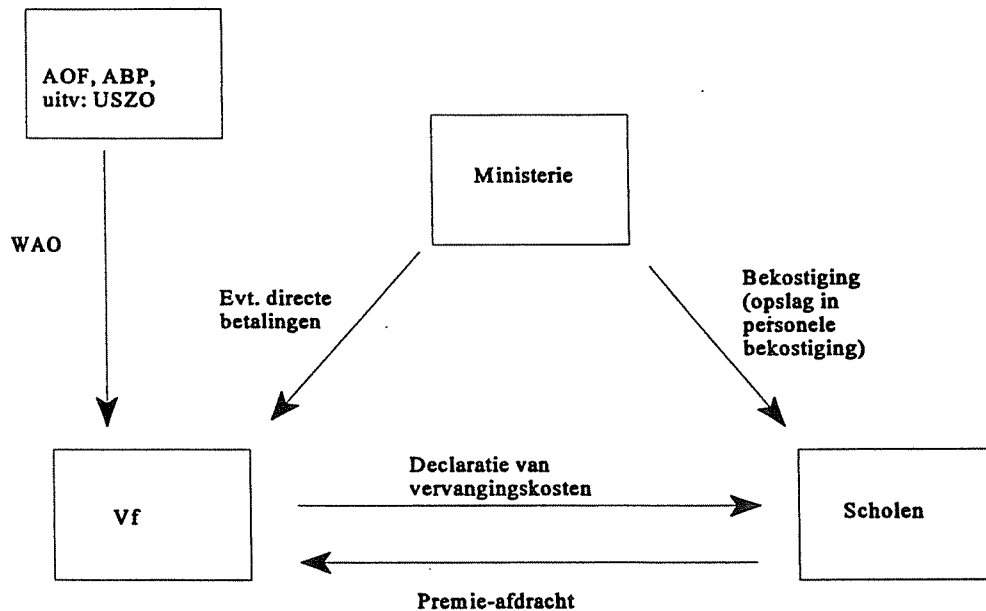 AOF, ABP,
uitv: USZO
Ministerie
WAO
Evt. directe
betalingen
Bekostiging
(opslag in
personele
bekostiging)
Declaratie van
vervangingskosten
Vf
Scholen
Premie-afdracht